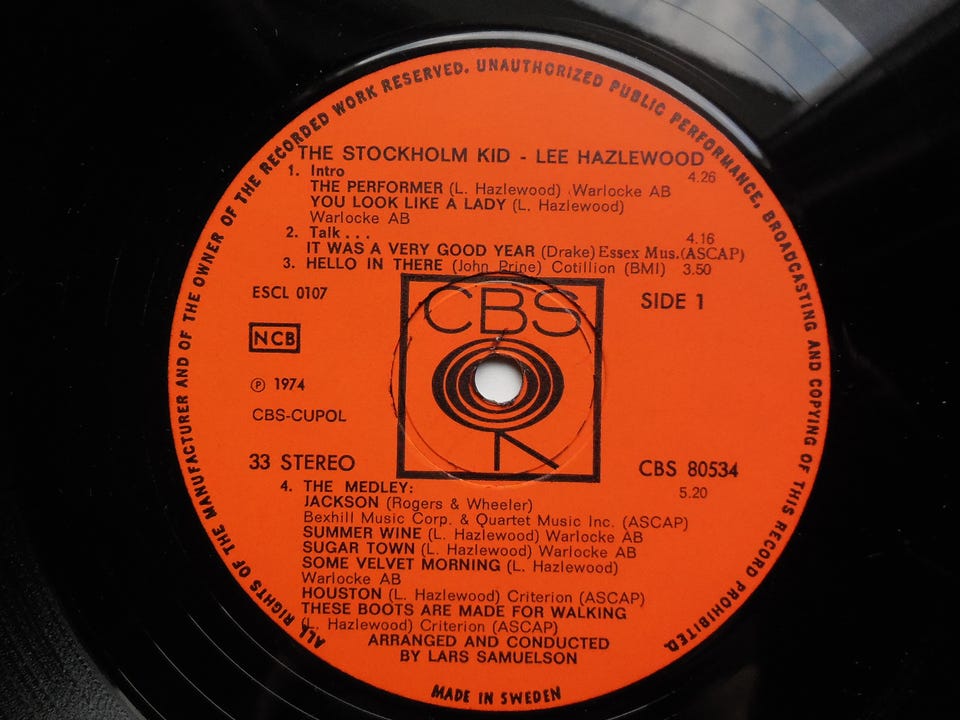 ALL RIGHTS OF THE MANUFACTURER AND OF THE OWNER OF THE RECORDED WORK RESERVED. UNAUTHORIZED PUBLIC PERFORMANCE, BROADCASTING AND COPYING OF THIS RECORD PROHIBITED.
THE STOCKHOLM KID - LEE HAZLEWOOD
1. Intro 4.26
THE PERFORMER (L. Hazlewood) Warlocke AB
YOU LOOK LIKE A LADY (L. Hazlewood)
Warlocke AB
2. Talk... 4.16
IT WAS A VERY GOOD YEAR (Drake) Essex Mus.(ASCAP)
3. HELLO IN THERE (John Prine) Cotillion (BMI) 3.50
ESCL 0107
CBS
SIDE 1
NCB
℗ 1974
CBS-CUPOL
33 STEREO
CBS 80534
4. THE MEDLEY: 5.20
JACKSON (Rogers & Wheeler)
Bexhill Music Corp. & Quartet Music Inc. (ASCAP)
SUMMER WINE (L. Hazlewood) Warlocke AB
SUGAR TOWN (L. Hazlewood) Warlocke AB
SOME VELVET MORNING (L. Hazlewood)
Warlocke AB
HOUSTON (L. Hazlewood) Criterion (ASCAP)
THESE BOOTS ARE MADE FOR WALKING
(L. Hazlewood) Criterion (ASCAP)
ARRANGED AND CONDUCTED
BY LARS SAMUELSON
MADE IN SWEDEN